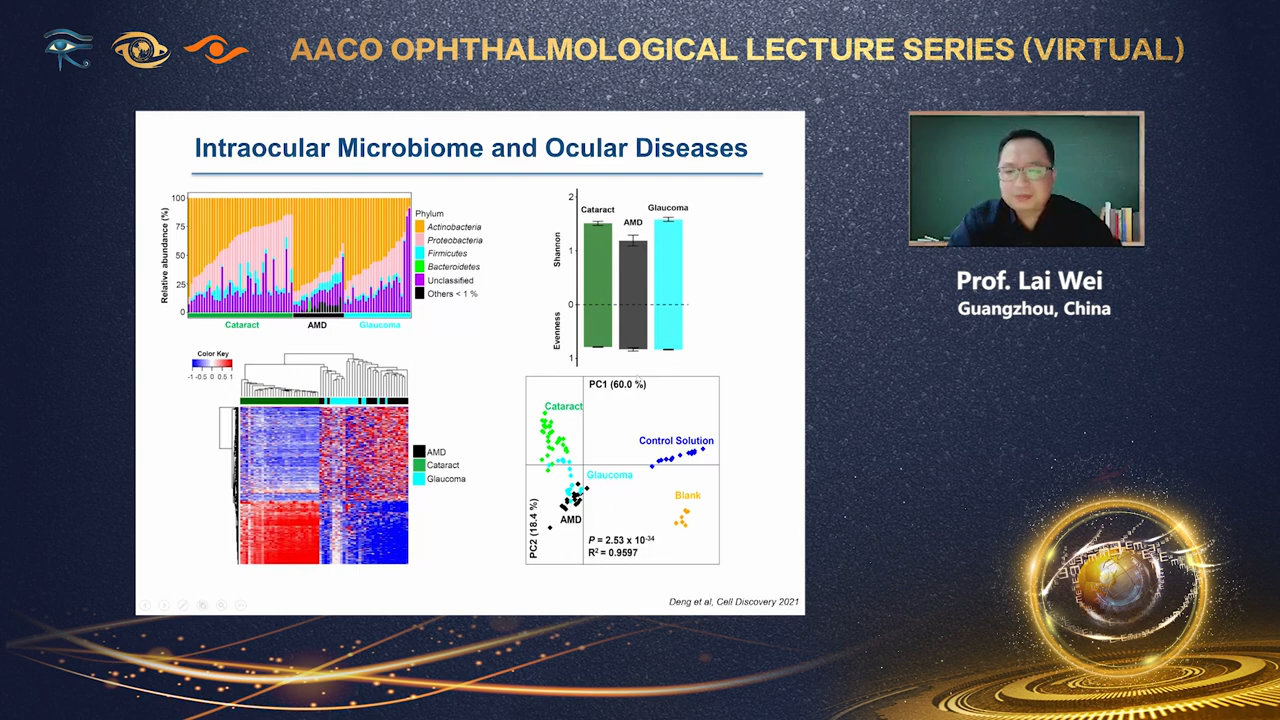 AACO OPHTHALMOLOGICAL LECTURE SERIES (VIRTUAL)
Intraocular Microbiome and Ocular Diseases
Relative abundance (%)
100
75
50
25
0
Cataract
AMD
Glaucoma
Phylum
Actinobacteria
Proteobacteria
Firmicutes
Bacteroidetes
Unclassified
Others < 1 %
Shannon
Evenness
2
1
0
1
Cataract
AMD
Glaucoma
Color Key
-1 -0.5 0 0.5 1
AMD
Cataract
Glaucoma
PC1 (60.0 %)
PC2 (18.4 %)
Cataract
Control Solution
Glaucoma
Blank
AMD
P = 2.53 x 10-34
R2 = 0.9597
Deng et al, Cell Discovery 2021
Prof. Lai Wei
Guangzhou, China